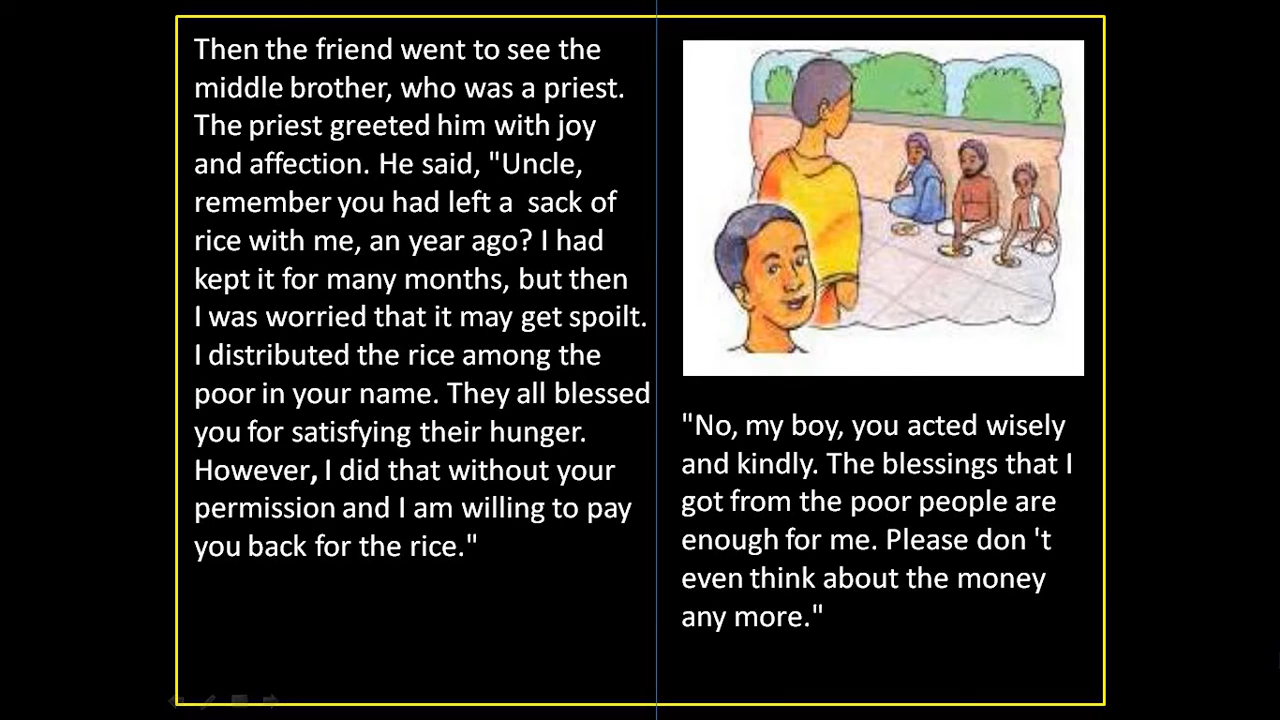 Then the friend went to see the
middle brother, who was a priest.
The priest greeted him with joy
and affection. He said, "Uncle,
remember you had left a  sack of
rice with me, an year ago? I had
kept it for many months, but then
I was worried that it may get spoilt.
I distributed the rice among the
poor in your name. They all blessed
you for satisfying their hunger.
However, I did that without your
permission and I am willing to pay
you back for the rice."
"No, my boy, you acted wisely
and kindly. The blessings that I
got from the poor people are
enough for me. Please don 't
even think about the money
any more."